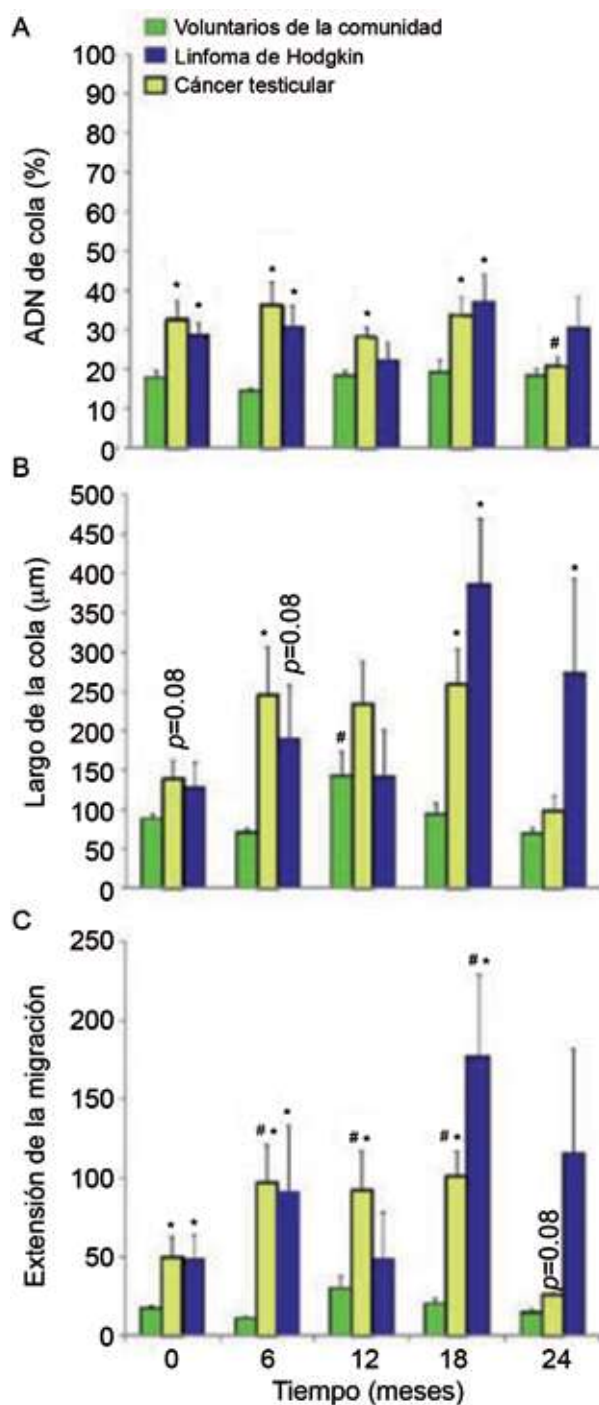 A
Voluntarios de la comunidad
Linfoma de Hodgkin
Cáncer testicular
ADN de cola (%)
100
90
80
70
60
50
40
30
20
10
0
* * * * * * * #
B
Largo de la cola (µm)
500
450
400
350
300
250
200
150
100
50
0
p=0.08 * p=0.08 # * * *
C
Extensión de la migración
250
200
150
100
50
0
* * #* * #* #* #* p=0.08
0 6 12 18 24
Tiempo (meses)